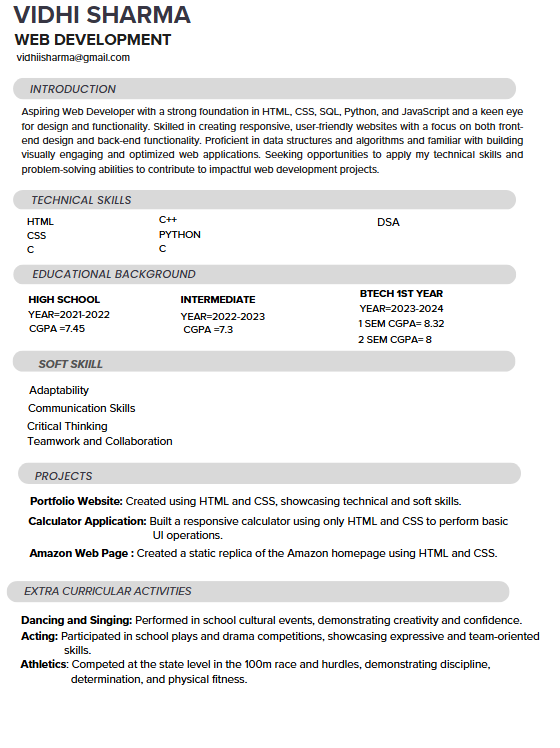 VIDHI SHARMA
WEB DEVELOPMENT
vidhiisharma@gmail.com
INTRODUCTION
Aspiring Web Developer with a strong foundation in HTML, CSS, SQL, Python, and JavaScript and a keen eye
for design and functionality. Skilled in creating responsive, user-friendly websites with a focus on both front-
end design and back-end functionality. Proficient in data structures and algorithms and familiar with building
visually engaging and optimized web applications. Seeking opportunities to apply my technical skills and
problem-solving abilities to contribute to impactful web development projects.
TECHNICAL SKILLS
HTML
CSS
C
C++
PYTHON
C
DSA
EDUCATIONAL BACKGROUND
HIGH SCHOOL
YEAR=2021-2022
CGPA =7.45
INTERMEDIATE
YEAR=2022-2023
CGPA =7.3
BTECH 1ST YEAR
YEAR=2023-2024
1 SEM CGPA= 8.32
2 SEM CGPA= 8
SOFT SKIILL
Adaptability
Communication Skills
Critical Thinking
Teamwork and Collaboration
PROJECTS
Portfolio Website: Created using HTML and CSS, showcasing technical and soft skills.
Calculator Application: Built a responsive calculator using only HTML and CSS to perform basic
UI operations.
Amazon Web Page : Created a static replica of the Amazon homepage using HTML and CSS.
EXTRA CURRICULAR ACTIVITIES
Dancing and Singing: Performed in school cultural events, demonstrating creativity and confidence.
Acting: Participated in school plays and drama competitions, showcasing expressive and team-oriented
skills.
Athletics: Competed at the state level in the 100m race and hurdles, demonstrating discipline,
determination, and physical fitness.